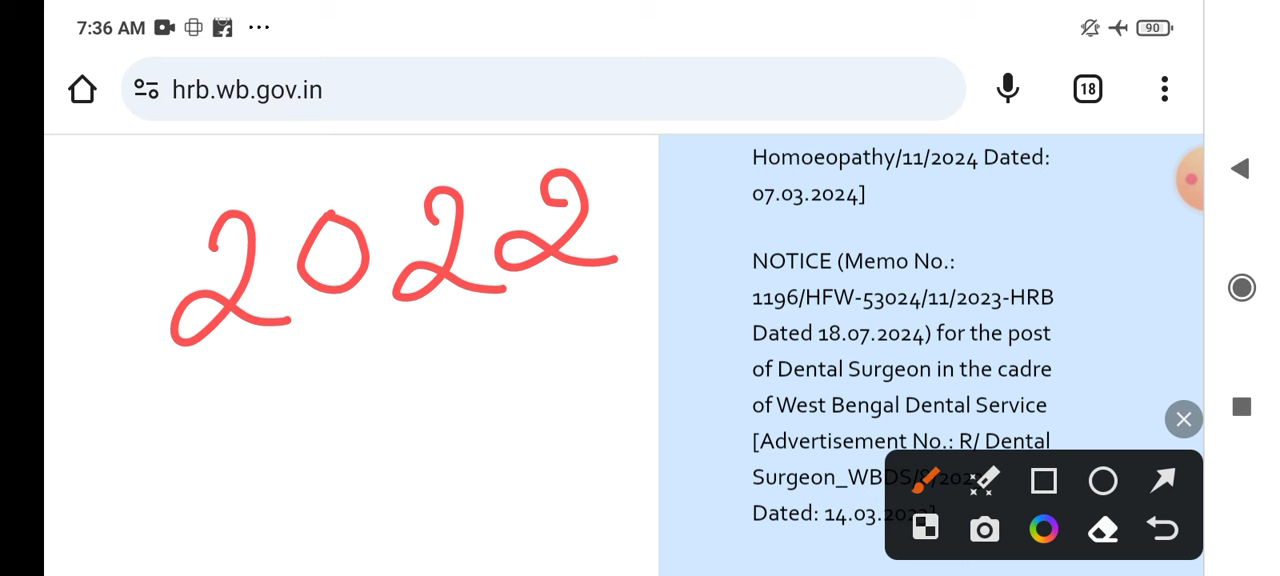 7:36 AM
90
hrb.wb.gov.in
18
2022
Homoeopathy/11/2024 Dated:
07.03.2024]
NOTICE (Memo No.:
1196/HFW-53024/11/2023-HRB
Dated 18.07.2024) for the post
of Dental Surgeon in the cadre
of West Bengal Dental Service
[Advertisement No.: R/ Dental
Surgeon_WBDS/
Dated: 14.03.